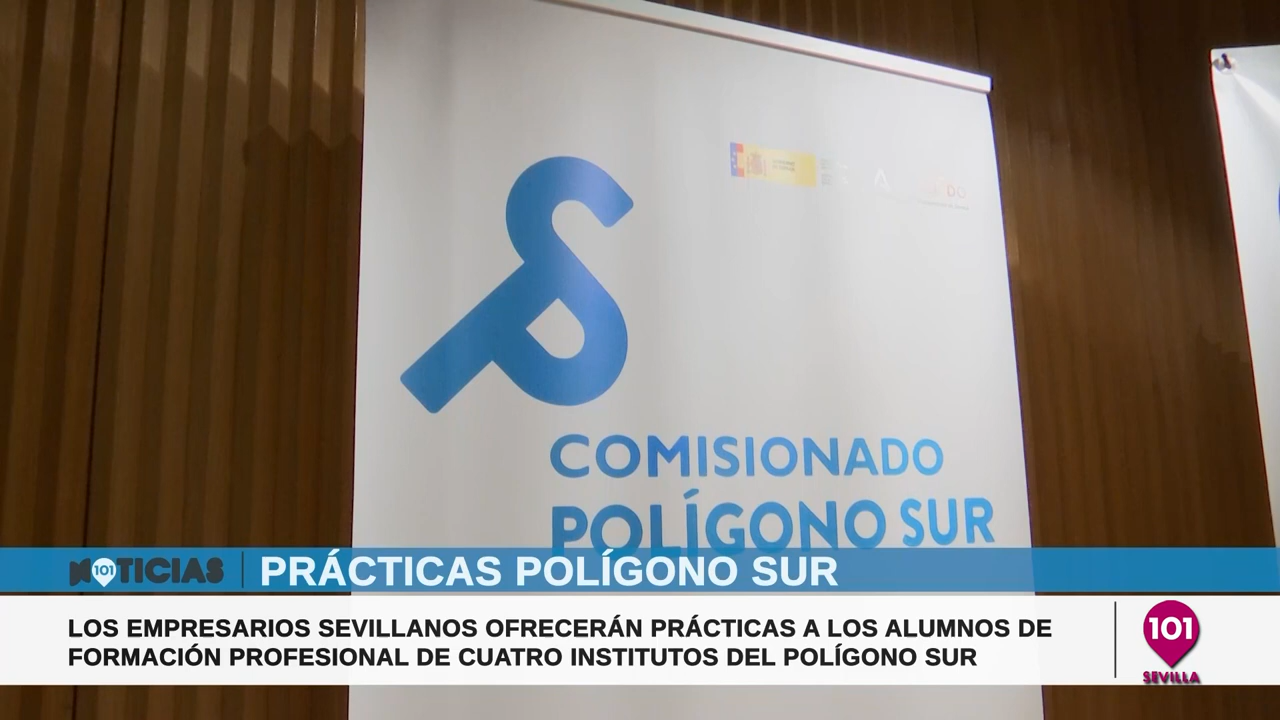 COMISIONADO
POLÍGONO SUR
NOTICIAS
101
PRÁCTICAS POLÍGONO SUR
LOS EMPRESARIOS SEVILLANOS OFRECERÁN PRÁCTICAS A LOS ALUMNOS DE
FORMACIÓN PROFESIONAL DE CUATRO INSTITUTOS DEL POLÍGONO SUR
101
SEVILLA